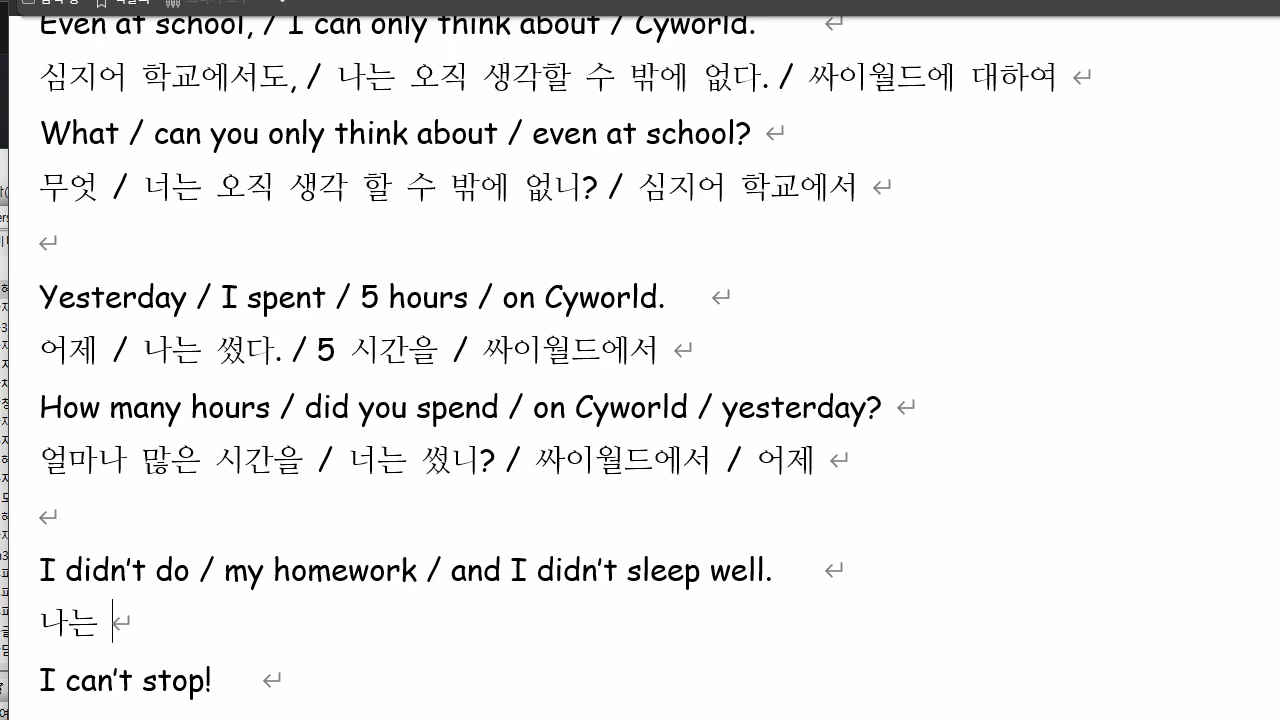 Even at school, / I can only think about / Cyworld.
심지어 학교에서도, / 나는 오직 생각할 수 밖에 없다. / 싸이월드에 대하여
What / can you only think about / even at school?
무엇 / 너는 오직 생각 할 수 밖에 없니? / 심지어 학교에서
Yesterday / I spent / 5 hours / on Cyworld.
어제 / 나는 썼다. / 5 시간을 / 싸이월드에서
How many hours / did you spend / on Cyworld / yesterday?
얼마나 많은 시간을 / 너는 썼니? / 싸이월드에서 / 어제
I didn't do / my homework / and I didn't sleep well.
나는
I can't stop!